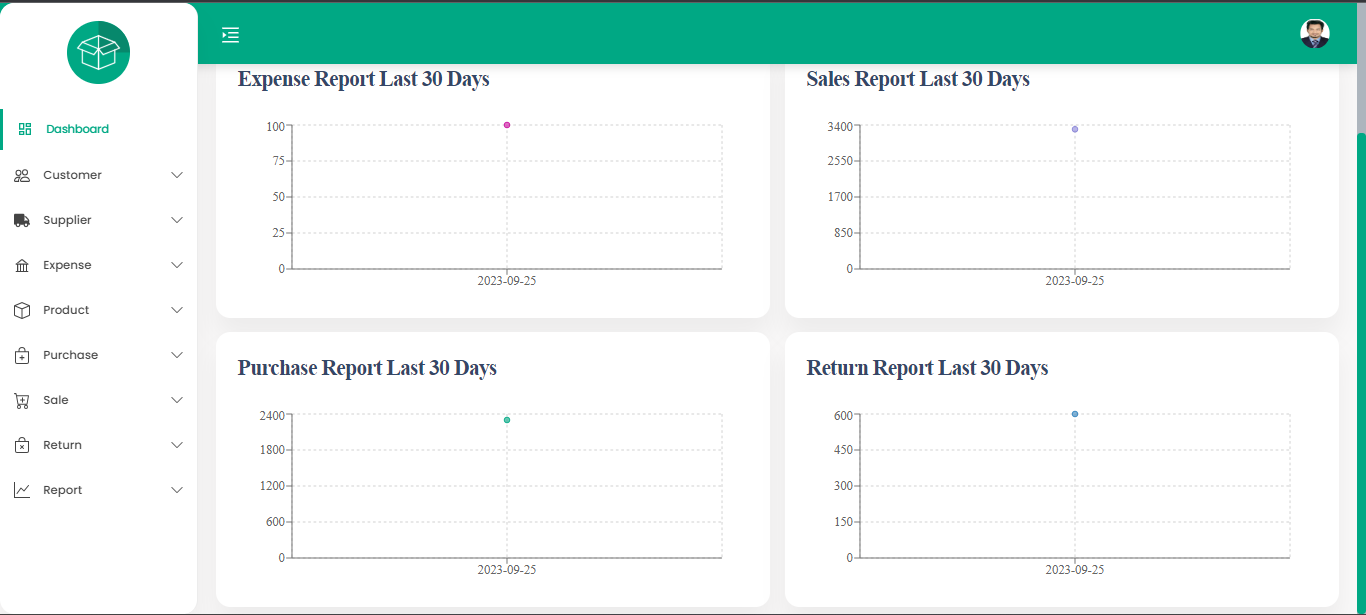 Dashboard
Customer
Supplier
Expense
Product
Purchase
Sale
Return
Report
Expense Report Last 30 Days
100
75
50
25
0
2023-09-25
Sales Report Last 30 Days
3400
2550
1700
850
0
2023-09-25
Purchase Report Last 30 Days
2400
1800
1200
600
0
2023-09-25
Return Report Last 30 Days
600
450
300
150
0
2023-09-25